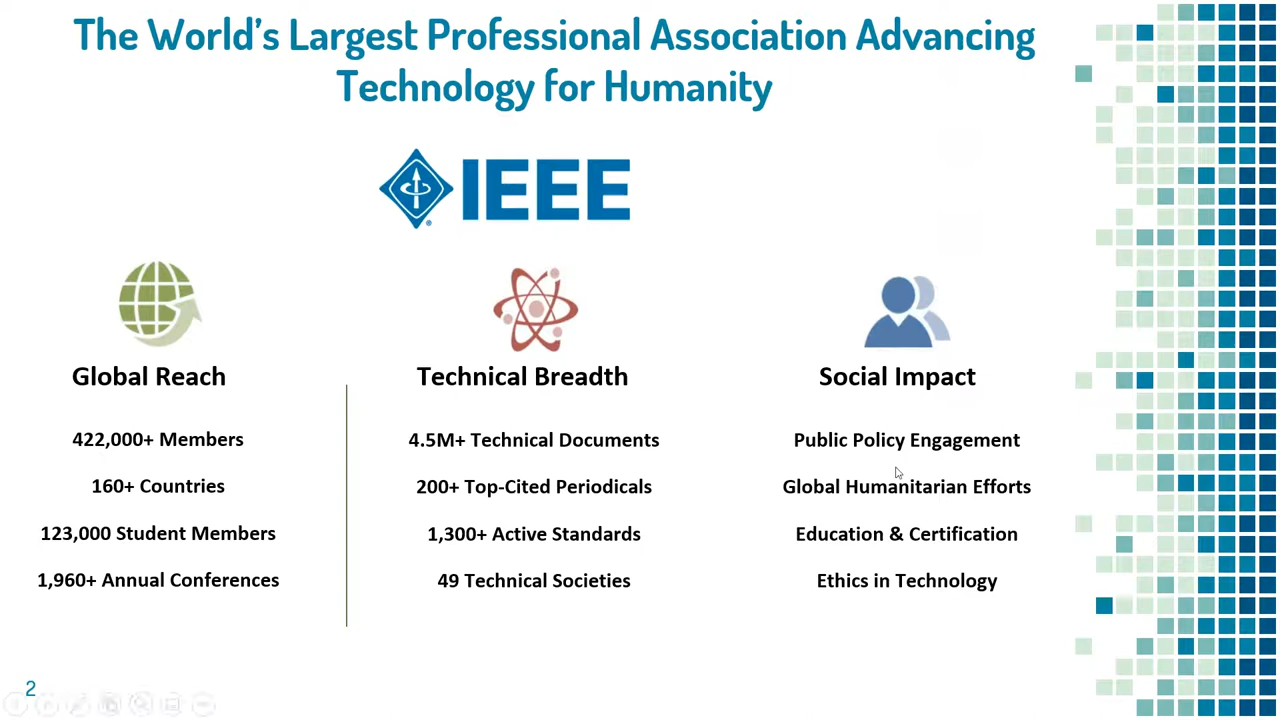 The World's Largest Professional Association Advancing
Technology for Humanity
IEEE
Global Reach
422,000+ Members
160+ Countries
123,000 Student Members
1,960+ Annual Conferences
Technical Breadth
4.5M+ Technical Documents
200+ Top-Cited Periodicals
1,300+ Active Standards
49 Technical Societies
Social Impact
Public Policy Engagement
Global Humanitarian Efforts
Education & Certification
Ethics in Technology
2